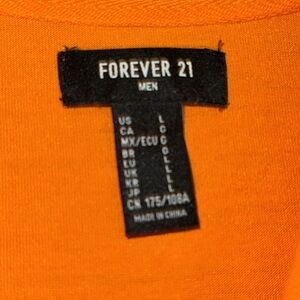 FOREVER 21
MEN
US L
CA G
MX/ECU G
BR G
EU L
UK L
KR L
JP L
CN 175/108A
MADE IN CHINA